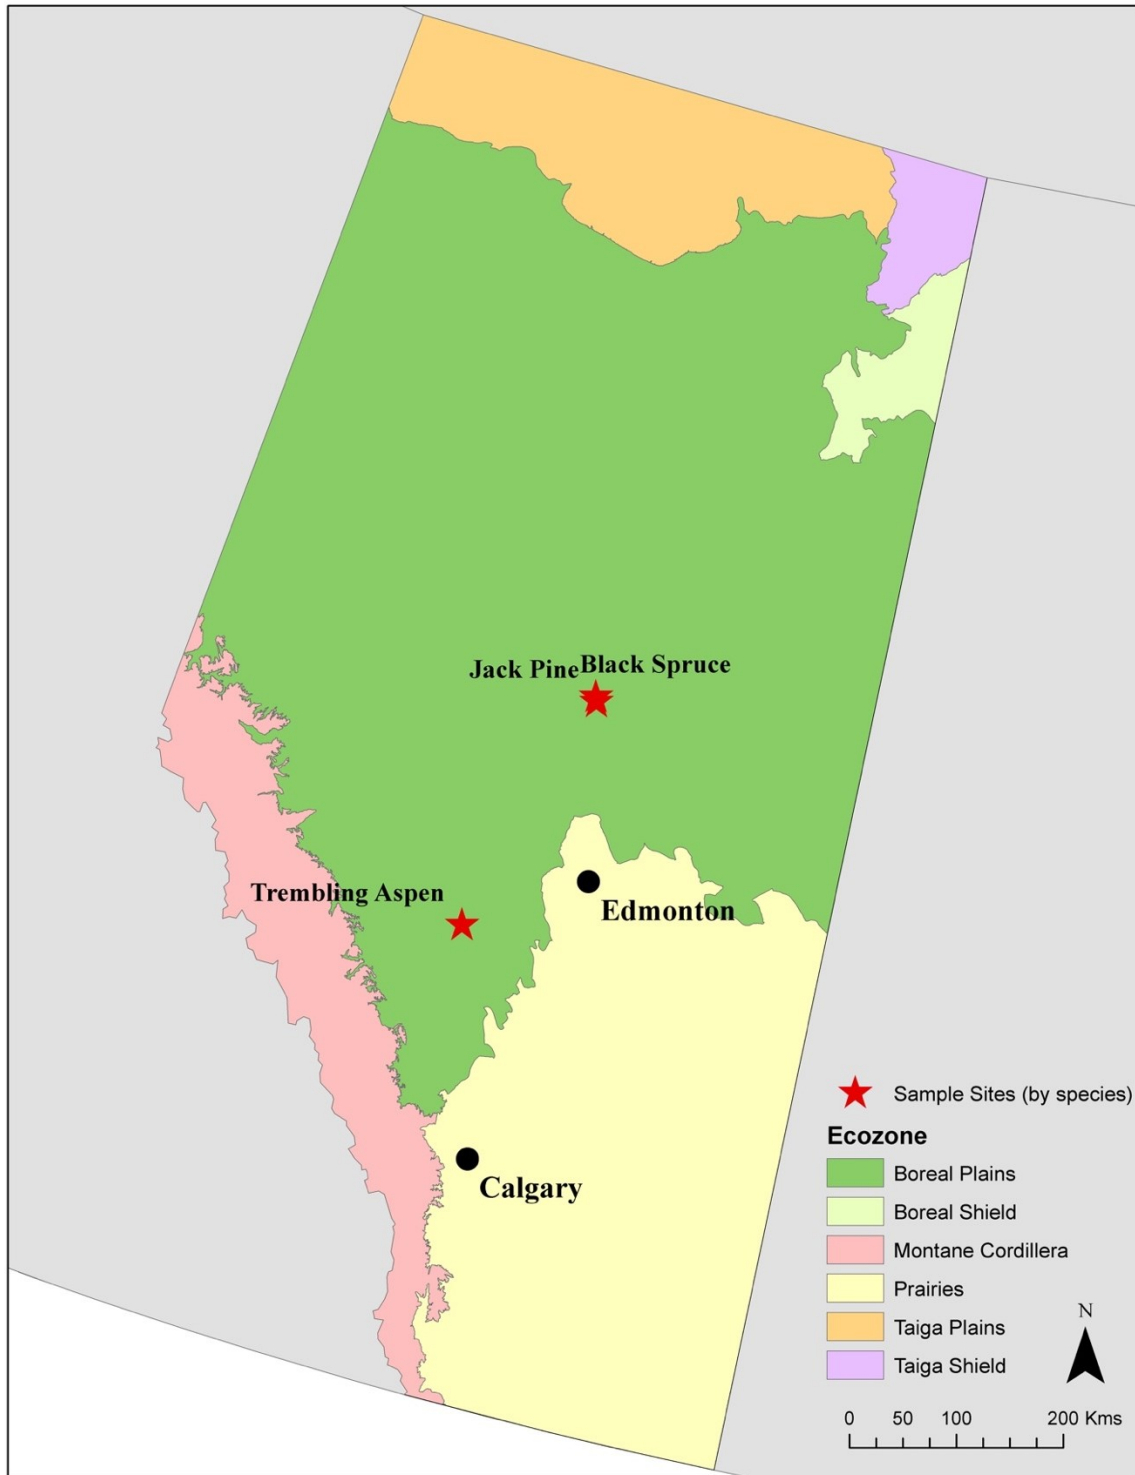 Jack Pine Black Spruce
Trembling Aspen
Edmonton
Calgary
Sample Sites (by species)
Ecozone
Boreal Plains
Boreal Shield
Montane Cordillera
Prairies
Taiga Plains
Taiga Shield
N
0 50 100 200 Kms